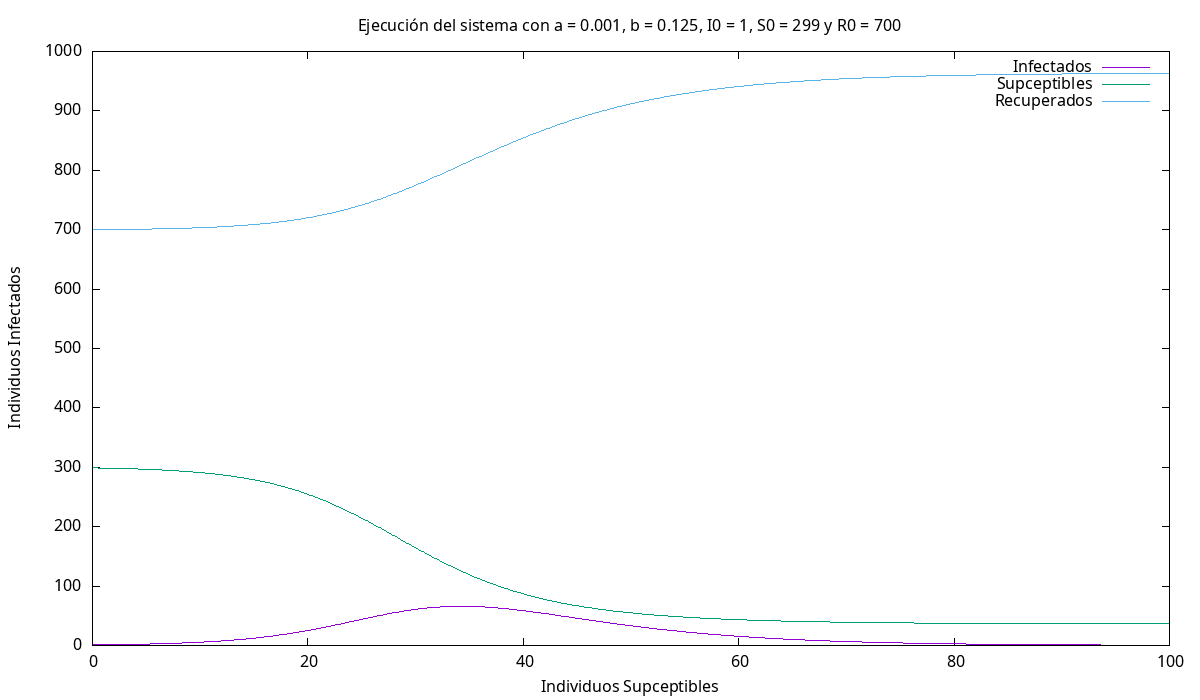 Ejecución del sistema con a = 0.001, b = 0.125, I0 = 1, S0 = 299 y R0 = 700
Infectados
Supceptibles
Recuperados
1000
900
800
700
600
500
400
300
200
100
0
Individuos Infectados
0 20 40 60 80 100
Individuos Supceptibles